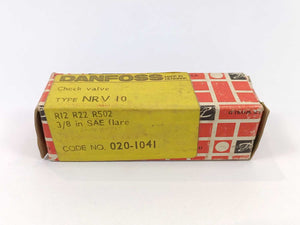 DANFOSS
Check valve
TYPE NRV 10
R12 R22 R502
3/8 in SAE flare
CODE NO. 020-1041